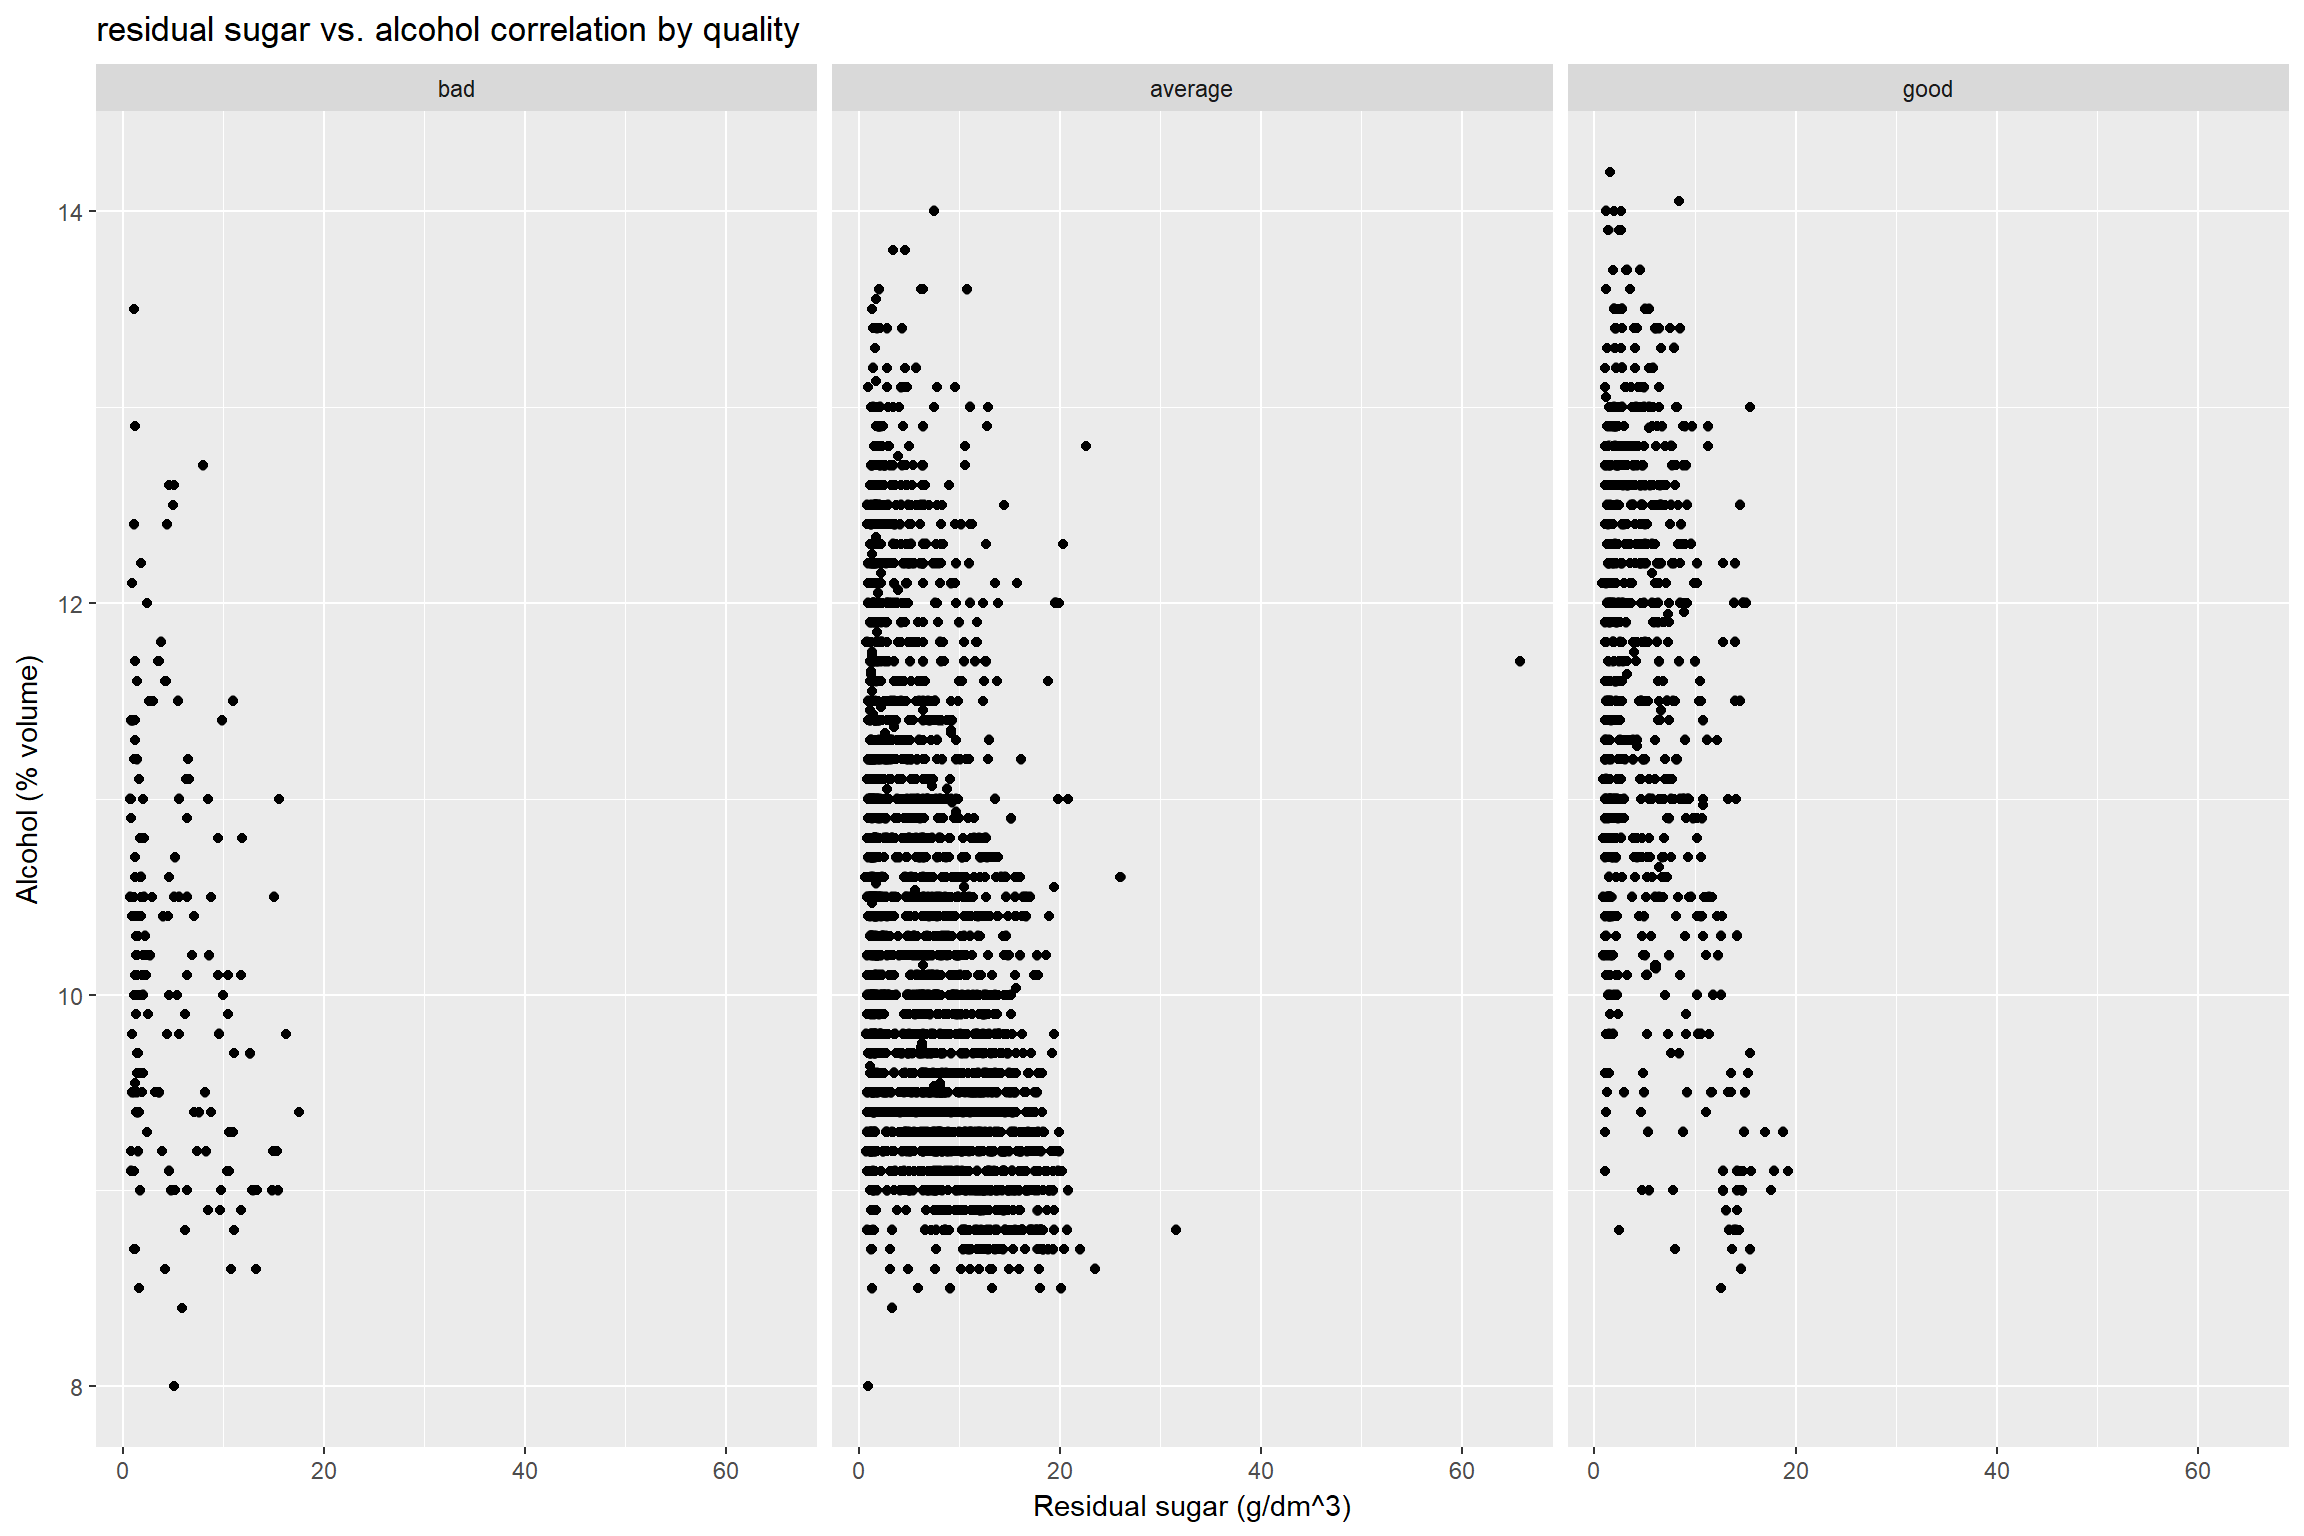 residual sugar vs. alcohol correlation by quality
bad average good
14
12
10
8
Alcohol (% volume)
0 20 40 60 0 20 40 60 0 20 40 60
Residual sugar (g/dm^3)